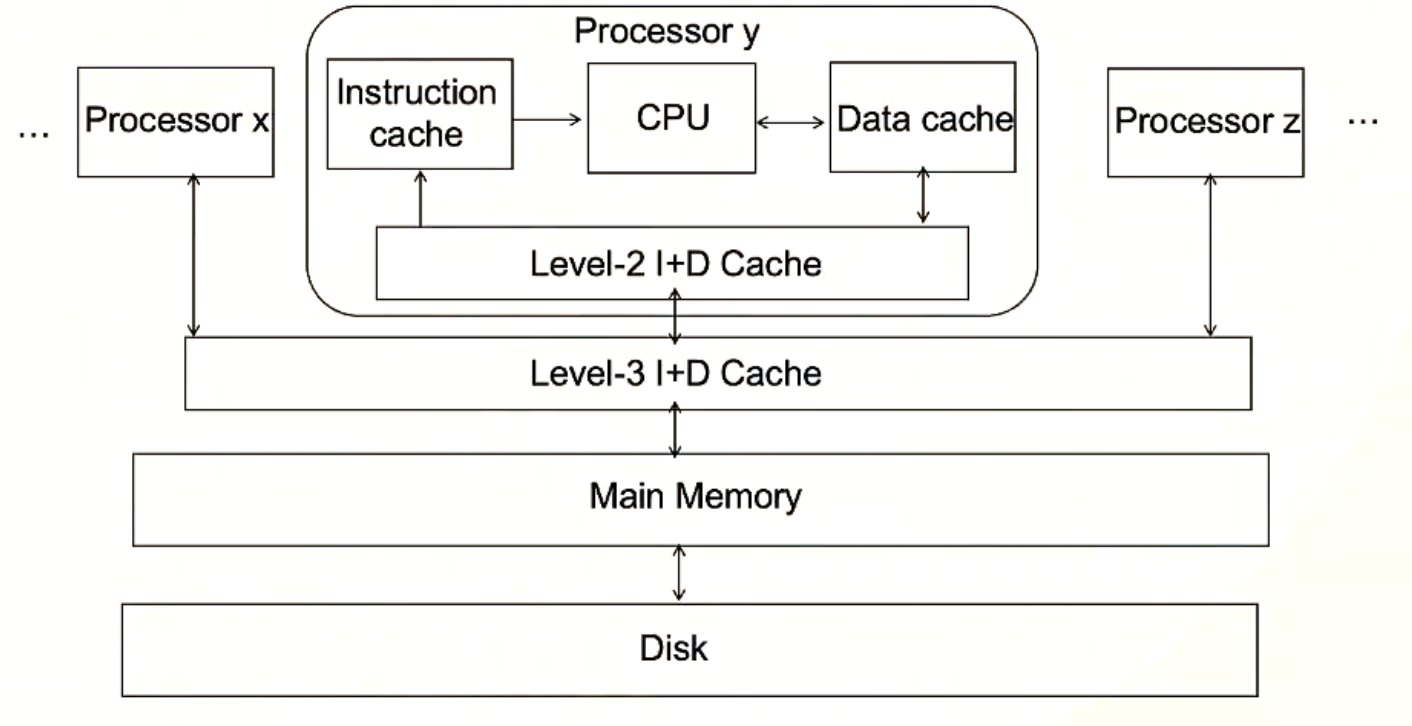 Processor y
...
Processor x
Instruction
cache
CPU
Data cache
Processor z
...
Level-2 I+D Cache
Level-3 I+D Cache
Main Memory
Disk